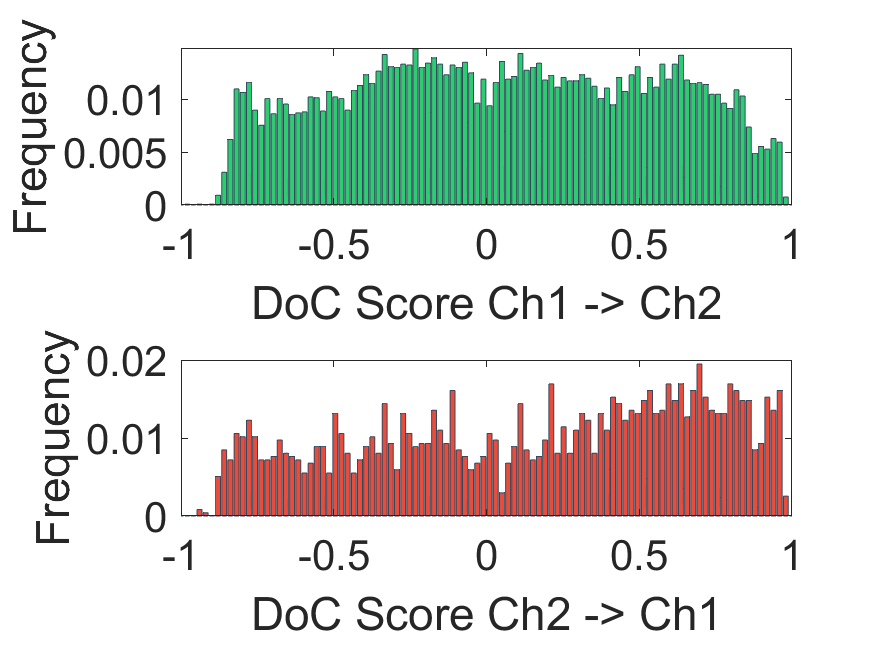 Frequency
0.01
0.005
0
-1 -0.5 0 0.5 1
DoC Score Ch1 -> Ch2
Frequency
0.02
0.01
0
-1 -0.5 0 0.5 1
DoC Score Ch2 -> Ch1